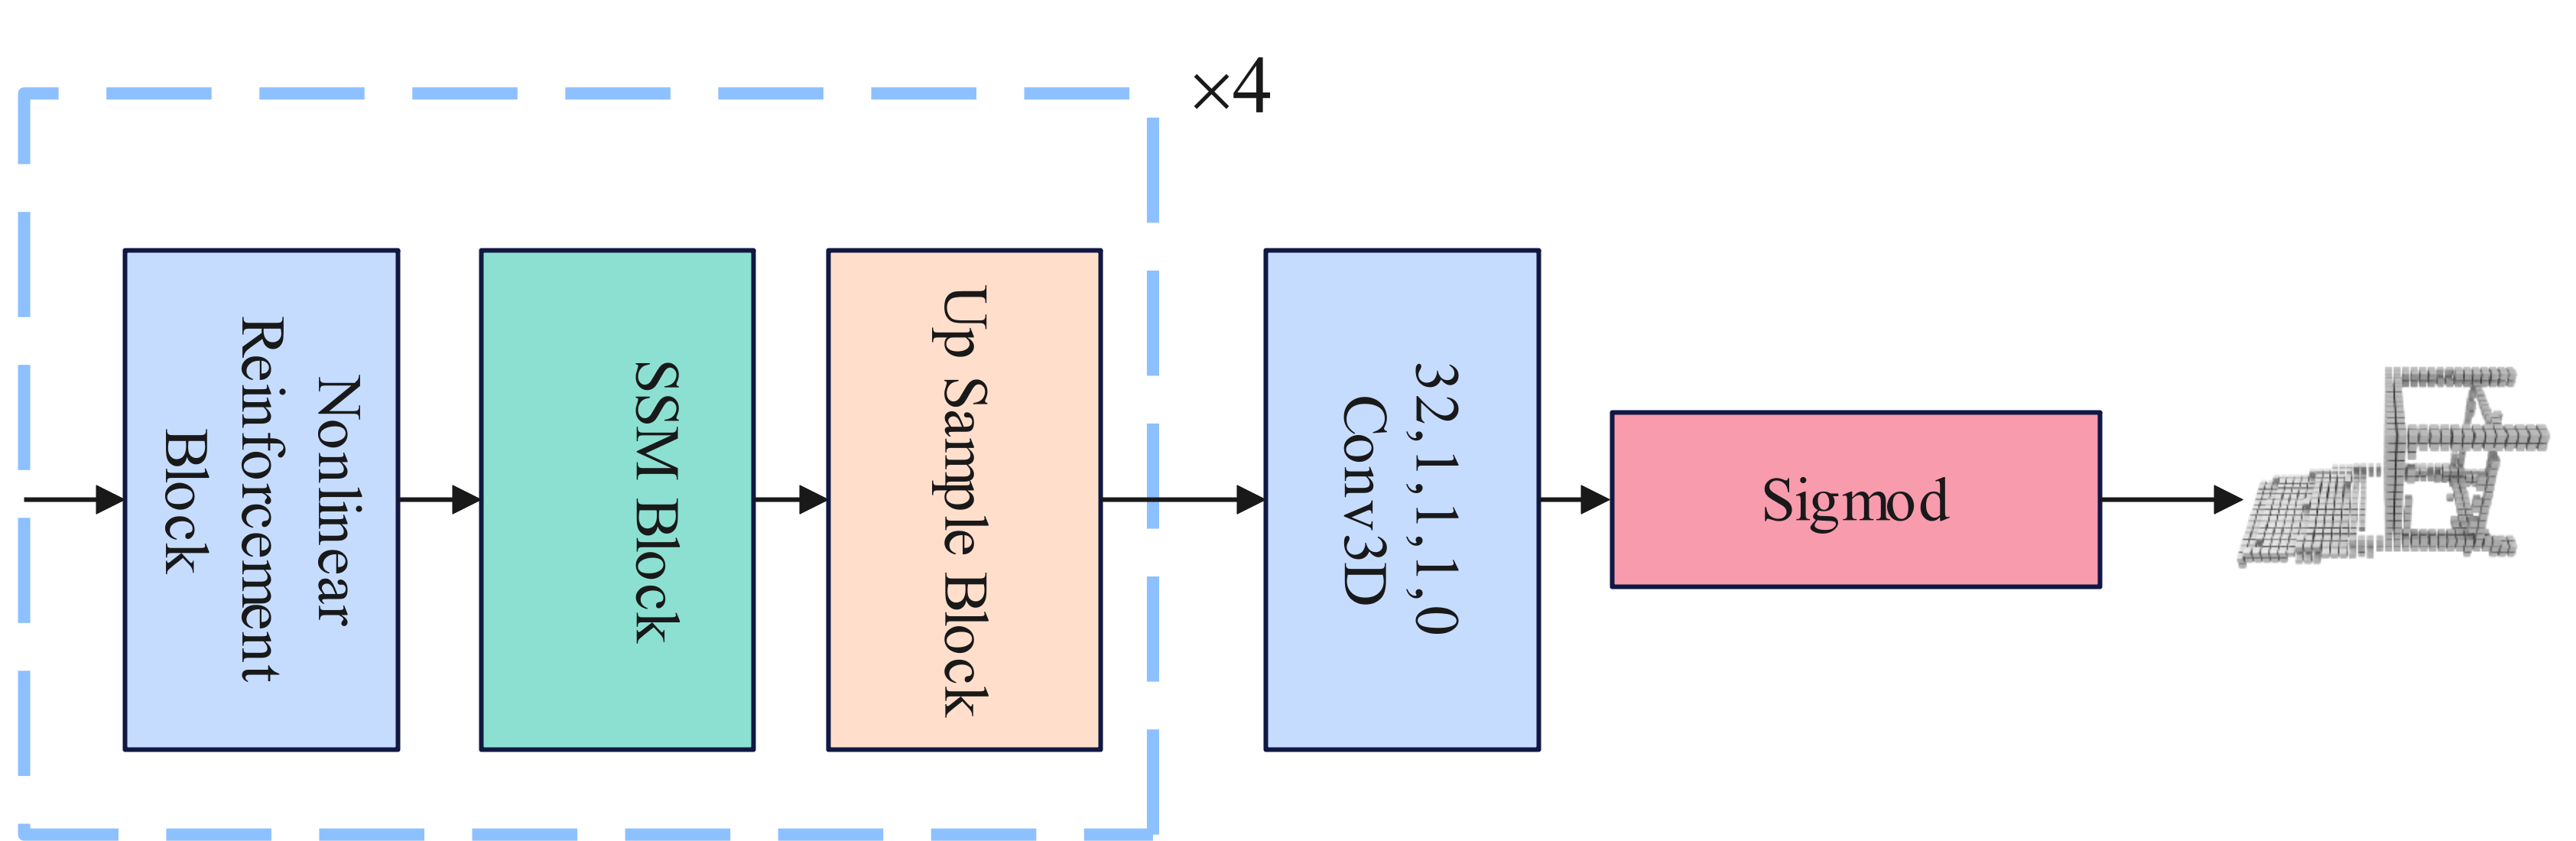 ×4
Nonlinear
Reinforcement
Block
SSM Block
Up Sample Block
32,1,1,1,0
Conv3D
Sigmod